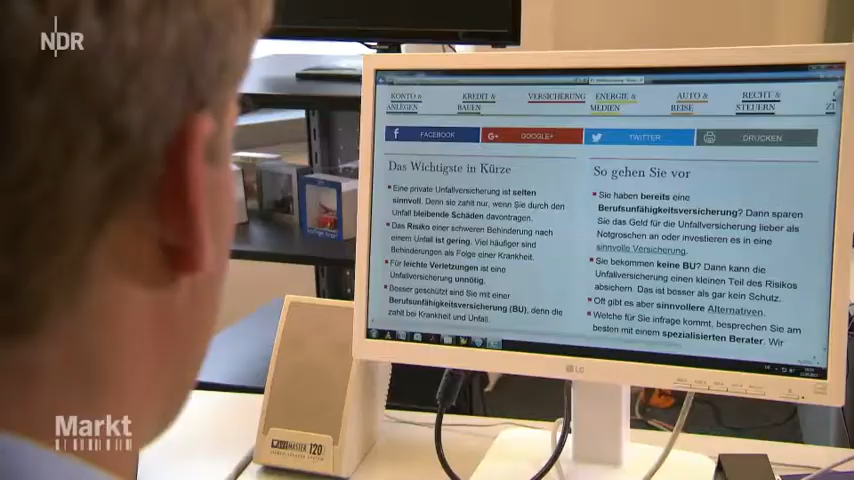 NDR
KONTO &
ANLEGEN
KREDIT &
BAUEN
VERSICHERUNG
ENERGIE &
MEDIEN
AUTO &
REISE
RECHT &
STEUERN
FACEBOOK
GOOGLE+
TWITTER
DRUCKEN
Das Wichtigste in Kürze
Eine private Unfallversicherung ist selten
sinnvoll. Denn sie zahlt nur, wenn Sie durch den
Unfall bleibende Schäden davontragen.
Das Risiko einer schweren Behinderung nach
einem Unfall ist gering. Viel häufiger sind
Behinderungen als Folge einer Krankheit.
Für leichte Verletzungen ist eine
Unfallversicherung unnötig.
Besser geschützt sind Sie mit einer
Berufsunfähigkeitsversicherung (BU), denn die
zahlt bei Krankheit und Unfall.
So gehen Sie vor
Sie haben bereits eine
Berufsunfähigkeitsversicherung? Dann sparen
Sie das Geld für die Unfallversicherung lieber als
Notgroschen an oder investieren es in eine
sinnvolle Versicherung.
Sie bekommen keine BU? Dann kann die
Unfallversicherung einen kleinen Teil des Risikos
absichern. Das ist besser als gar kein Schutz.
Oft gibt es aber sinnvollere Alternativen.
Welche für Sie infrage kommt, besprechen Sie am
besten mit einem spezialisierten Berater. Wir
LG
WAVEMASTER 120
Markt